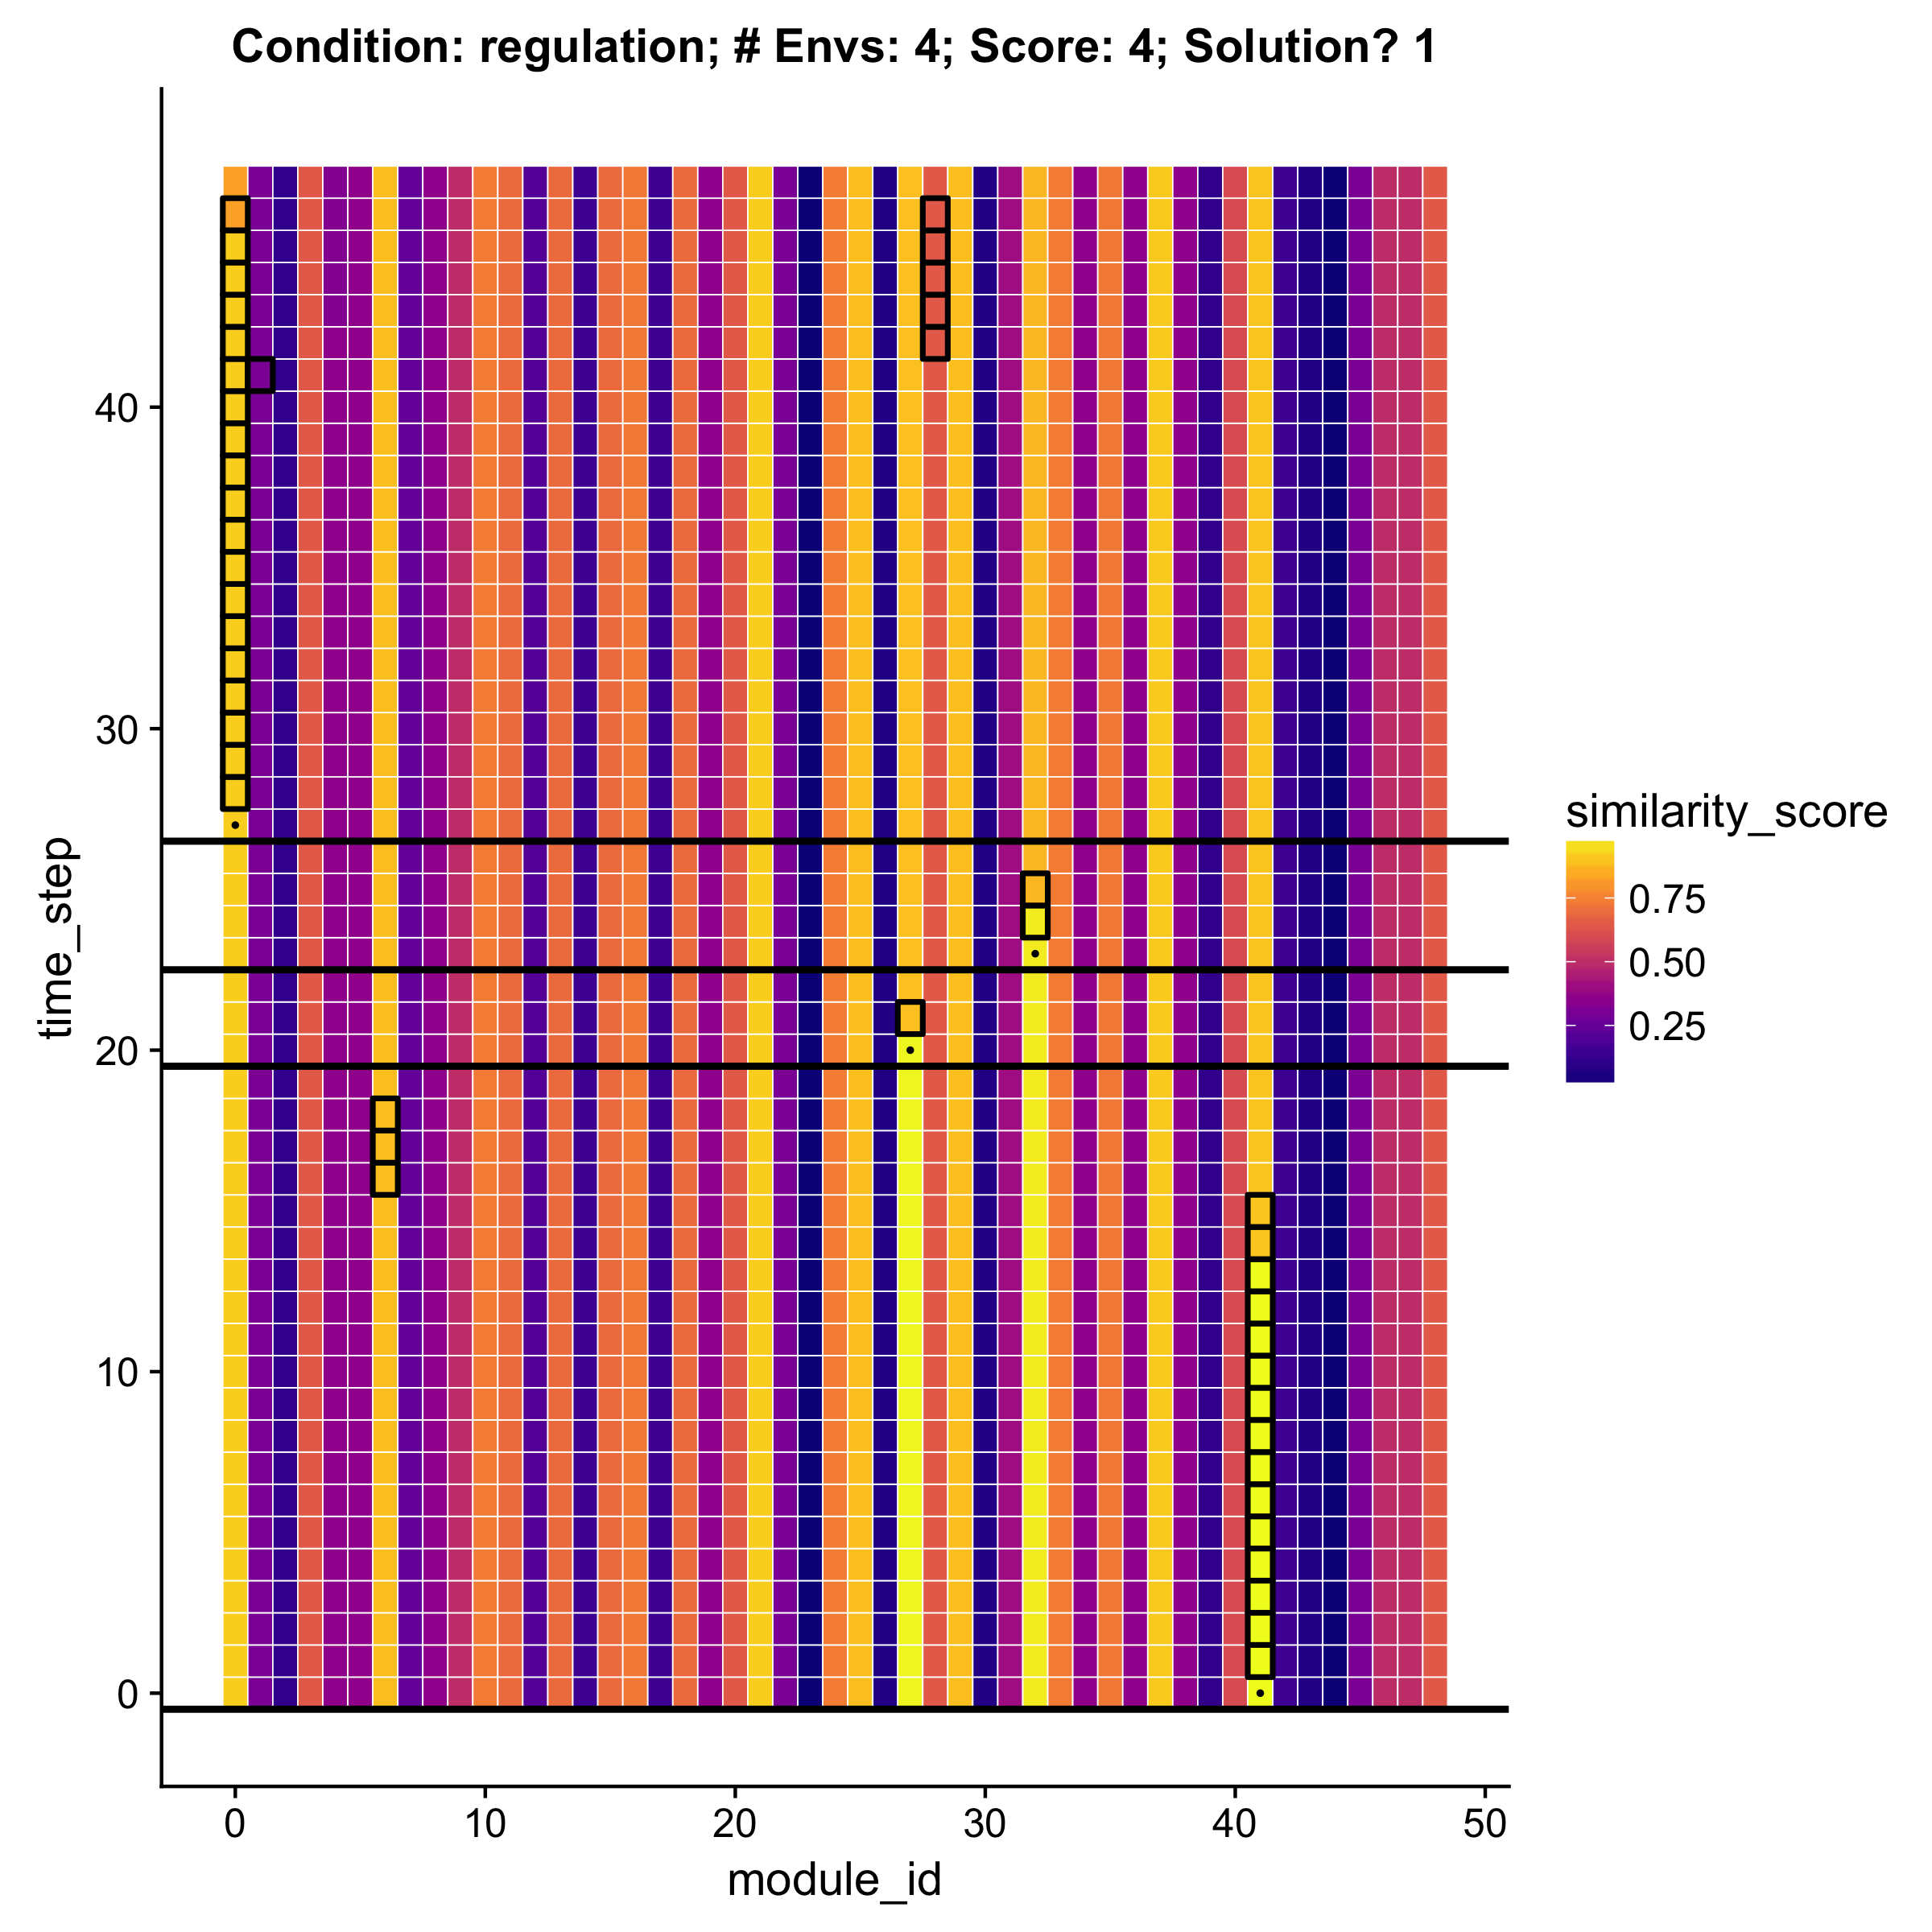 Condition: regulation; # Envs: 4; Score: 4; Solution? 1
time_step
40
30
20
10
0
0 10 20 30 40 50
module_id
similarity_score
0.75
0.50
0.25